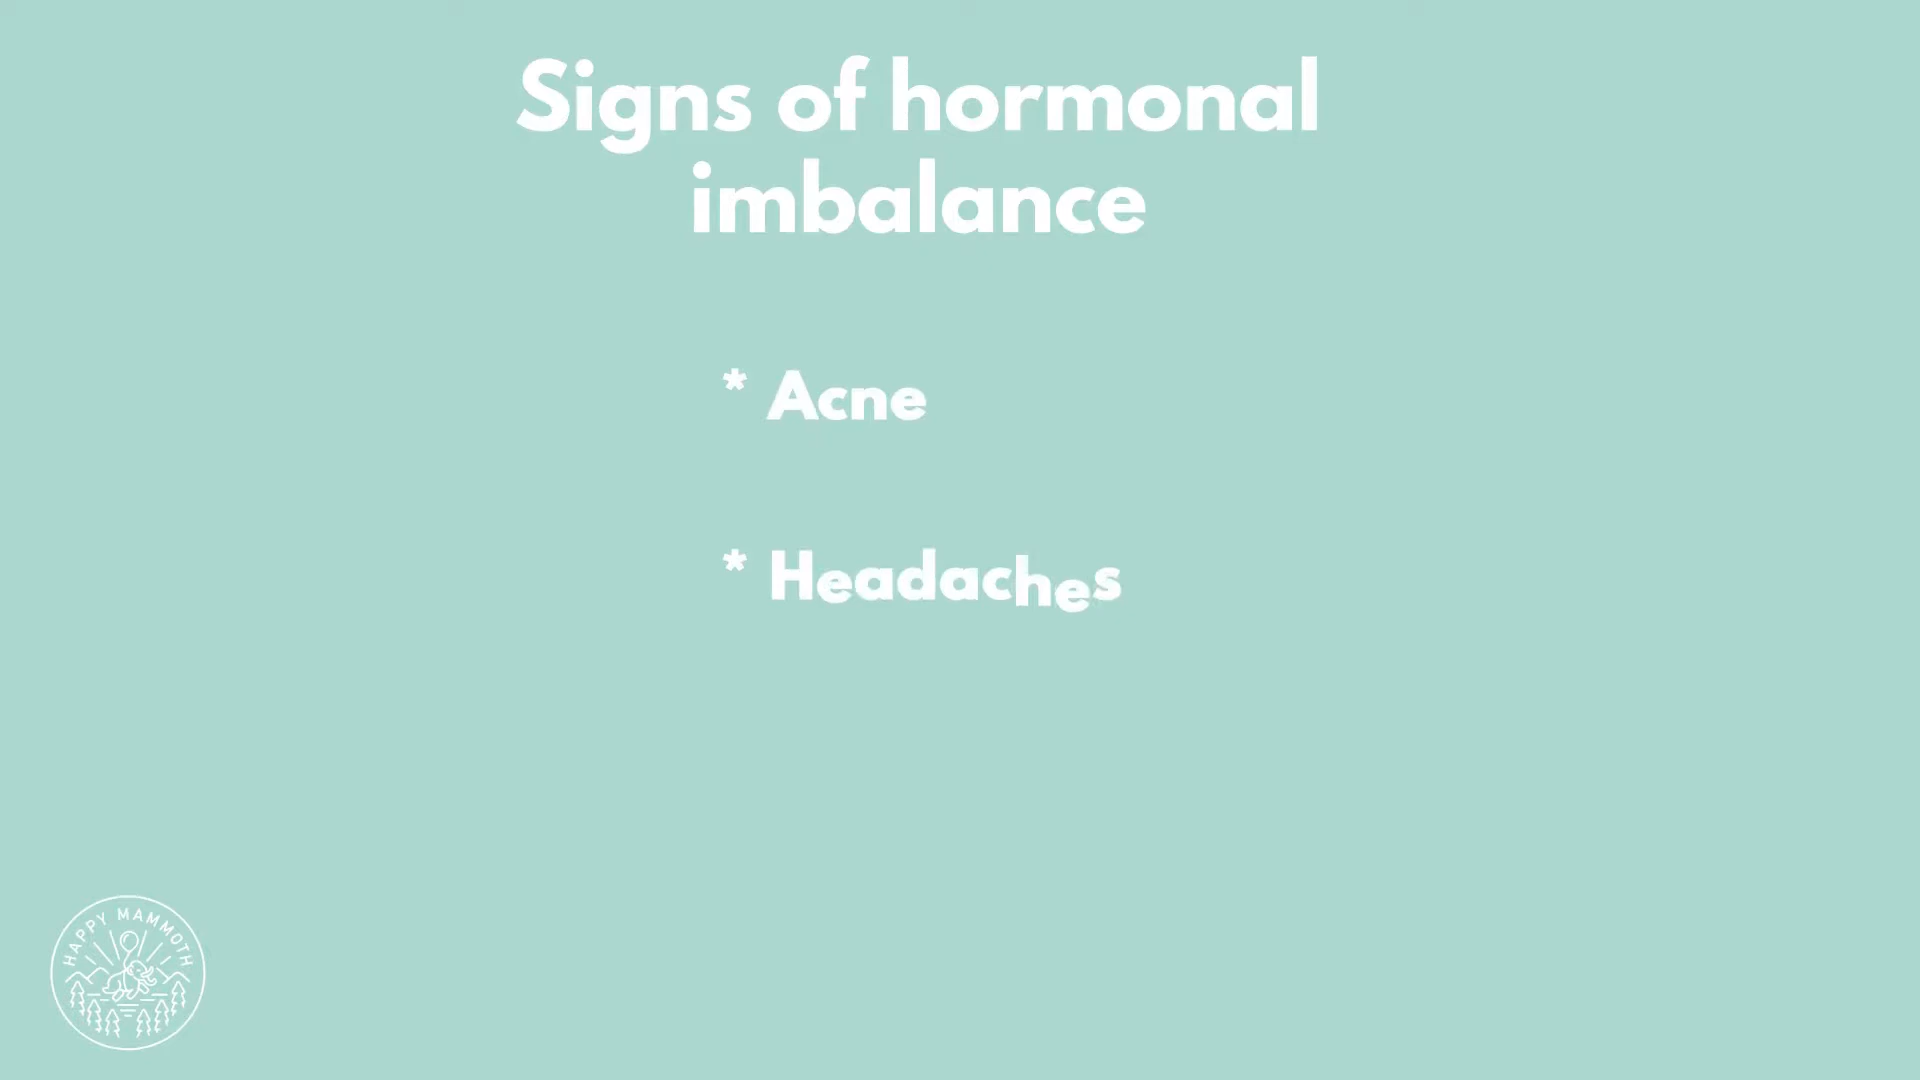 Signs of hormonal
imbalance
* Acne
* Headaches
HAPPY MAMMOTH